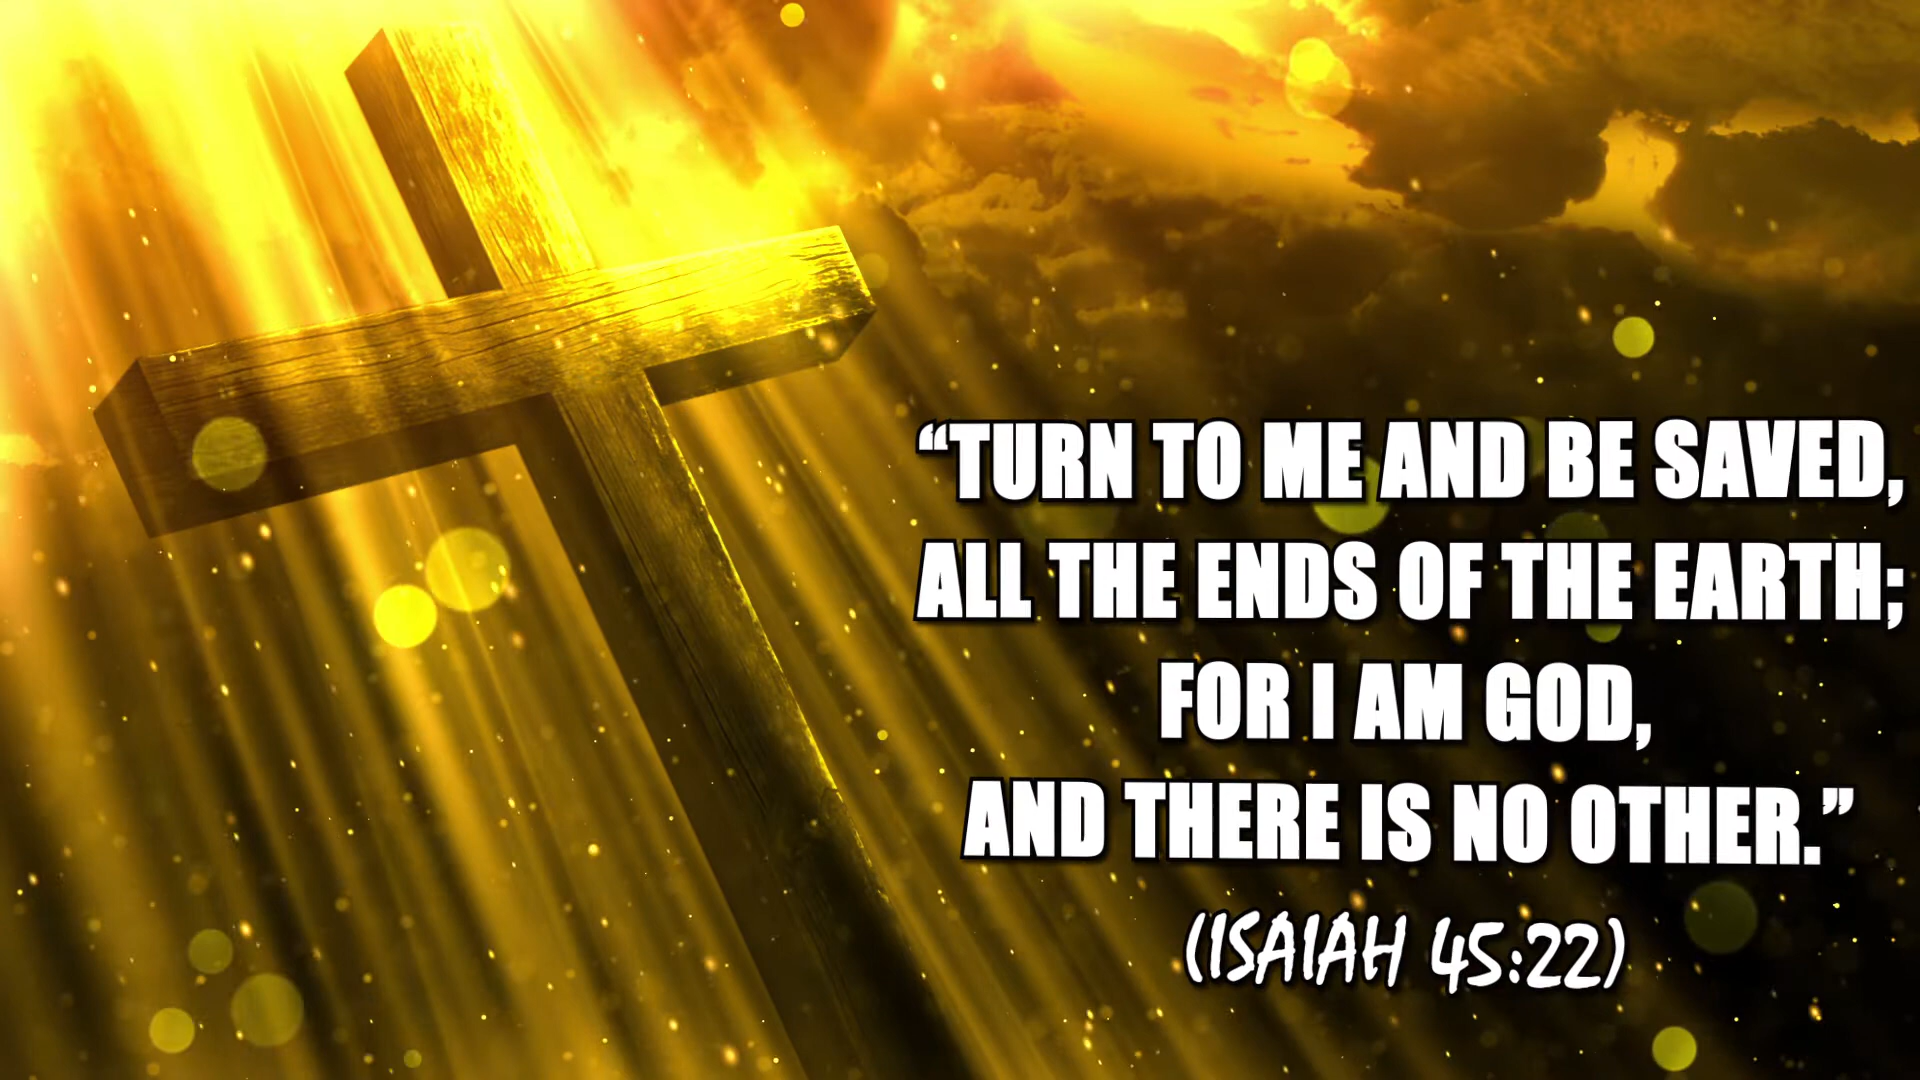 “TURN TO ME AND BE SAVED,
ALL THE ENDS OF THE EARTH;
FOR I AM GOD,
AND THERE IS NO OTHER.”
(ISAIAH 45:22)